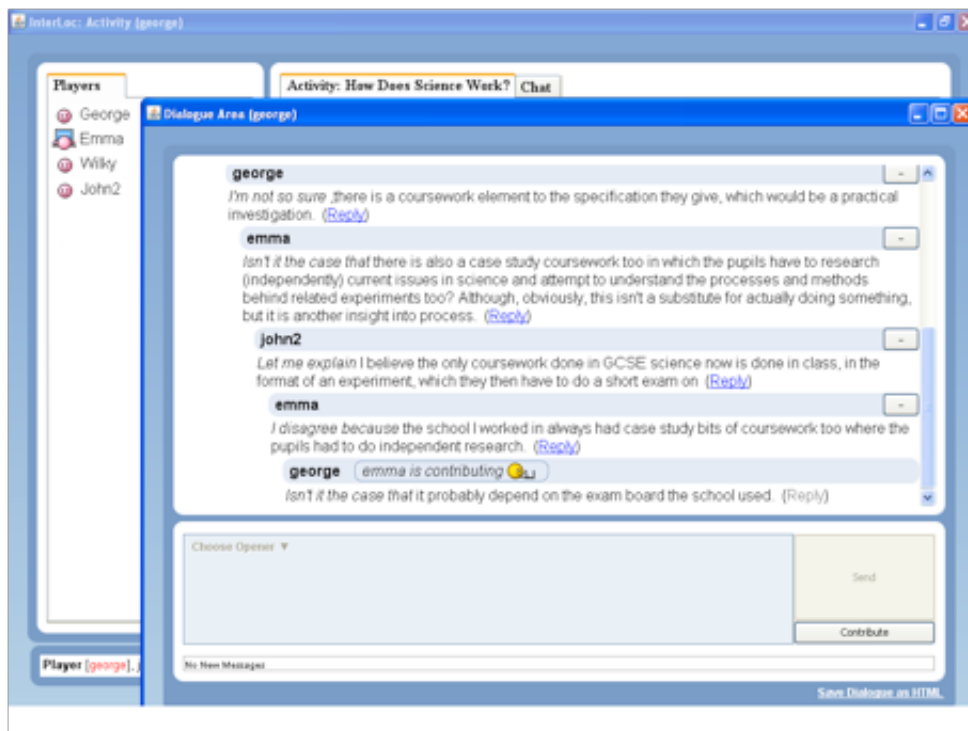 InterLoc: Activity (george)
Players
George
Emma
Wilky
John2
Activity: How Does Science Work?
Chat
Dialogue Area (george)
george
I'm not so sure ,there is a coursework element to the specification they give, which would be a practical
investigation. (Reply)
emma
Isn't it the case that there is also a case study coursework too in which the pupils have to research
(independently) current issues in science and attempt to understand the processes and methods
behind related experiments too? Although, obviously, this isn't a substitute for actually doing something,
but it is another insight into process. (Reply)
john2
Let me explain I believe the only coursework done in GCSE science now is done in class, in the
format of an experiment, which they then have to do a short exam on (Reply)
emma
I disagree because the school I worked in always had case study bits of coursework too where the
pupils had to do independent research. (Reply)
george emma is contributing
Isn't it the case that it probably depend on the exam board the school used. (Reply)
Choose Opener ▼
Send
Contribute
Player [george], j
No New Messages
Save Dialogue as HTML